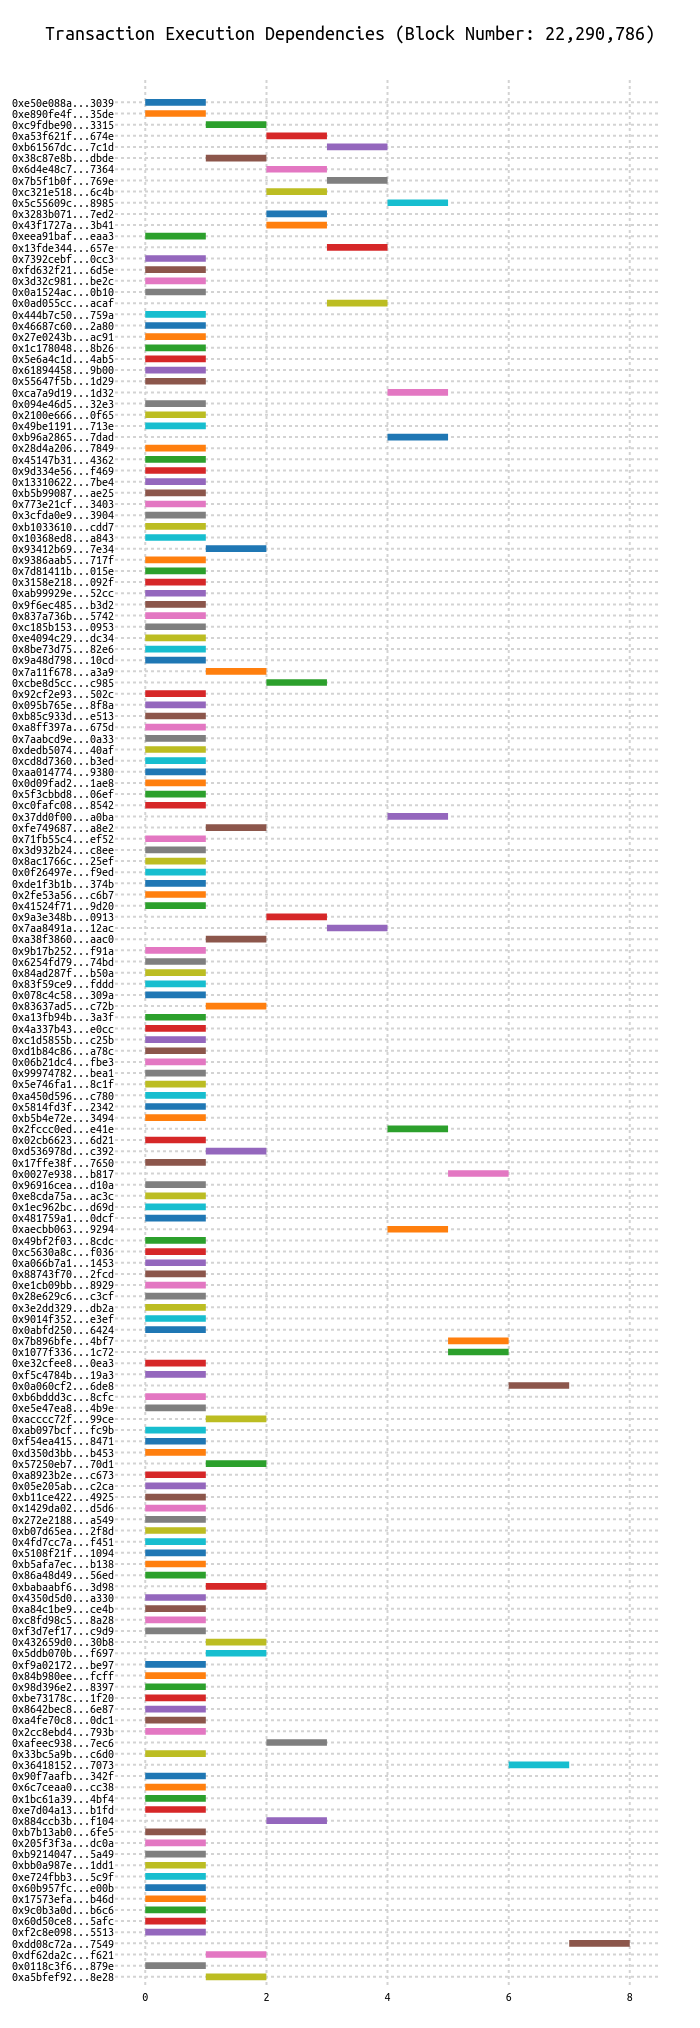 Transaction Execution Dependencies (Block Number: 22,290,786)
0xe50e088a...3039
0xe890fe4f...35de
0xc9fdbe90...3315
0xa53f621f...674e
0xb61567dc...7c1d
0x38c87e8b...dbde
0x6d4e48c7...7364
0x7b5f1b0f...769e
0xc321e518...6c4b
0x5c55609c...8985
0x3283b071...7ed2
0x43f1727a...3b41
0xeea91baf...eaa3
0x13fde344...657e
0x7392cebf...0cc3
0xfd632f21...6d5e
0x3d32c981...be2c
0x0a1524ac...0b10
0x0ad055cc...acaf
0x444b7c50...759a
0x46687c60...2a80
0x27e0243b...ac91
0x1c178048...8b26
0x5e6a4c1d...4ab5
0x61894458...9b00
0x55647f5b...1d29
0xca7a9d19...1d32
0x094e46d5...32e3
0x2100e666...0f65
0x49be1191...713e
0xb96a2865...7dad
0x28d4a206...7849
0x45147b31...4362
0x9d334e56...f469
0x13310622...7be4
0xb5b99087...ae25
0x773e21cf...3403
0x3cfda0e9...3904
0xb1033610...cdd7
0x10368ed8...a843
0x93412b69...7e34
0x9386aab5...717f
0x7d81411b...015e
0x3158e218...092f
0xab99929e...52cc
0x9f6ec485...b3d2
0x837a736b...5742
0xc185b153...0953
0xe4094c29...dc34
0x8be73d75...82e6
0x9a48d798...10cd
0x7a11f678...a3a9
0xcbe8d5cc...c985
0x92cf2e93...502c
0x095b765e...8f8a
0xb85c933d...e513
0xa8ff397a...675d
0x7aabcd9e...0a33
0xdedb5074...40af
0xcd8d7360...b3ed
0xaa014774...9380
0x0d09fad2...1ae8
0x5f3cbbd8...06ef
0xc0fafc08...8542
0x37dd0f00...a0ba
0xfe749687...a8e2
0x71fb55c4...ef52
0x3d932b24...c8ee
0x8ac1766c...25ef
0x0f26497e...f9ed
0xde1f3b1b...374b
0x2fe53a56...c6b7
0x41524f71...9d20
0x9a3e348b...0913
0x7aa8491a...12ac
0xa38f3860...aac0
0x9b17b252...f91a
0x6254fd79...74bd
0x84ad287f...b50a
0x83f59ce9...fddd
0x078c4c58...309a
0x83637ad5...c72b
0xa13fb94b...3a3f
0x4a337b43...e0cc
0xc1d5855b...c25b
0xd1b84c86...a78c
0x06b21dc4...fbe3
0x99974782...bea1
0x5e746fa1...8c1f
0xa450d596...c780
0x5814fd3f...2342
0xb5b4e72e...3494
0x2fccc0ed...e41e
0x02cb6623...6d21
0xd536978d...c392
0x17ffe38f...7650
0x0027e938...b817
0x96916cea...d10a
0xe8cda75a...ac3c
0x1ec962bc...d69d
0x481759a1...0dcf
0xaecbb063...9294
0x49bf2f03...8cdc
0xc5630a8c...f036
0xa066b7a1...1453
0x88743f70...2fcd
0xe1cb09bb...8929
0x28e629c6...c3cf
0x3e2dd329...db2a
0x9014f352...e3ef
0x0abfd250...6424
0x7b896bfe...4bf7
0x1077f336...1c72
0xe32cfee8...0ea3
0xf5c4784b...19a3
0x0a060cf2...6de8
0xb6bddd3c...8cfc
0xe5e47ea8...4b9e
0xaccccc72f...99ce
0xab097bcf...fc9b
0xf54ea415...8471
0xd350d3bb...b453
0x57250eb7...70d1
0xa8923b2e...c673
0x05e205ab...c2ca
0xb11ce422...4925
0x1429da02...d5d6
0x272e2188...a549
0xb07d65ea...2f8d
0x4fd7cc7a...f451
0x5108f21f...1094
0xb5afa7ec...b138
0x86a48d49...56ed
0xbabaabf6...3d98
0x4350d5d0...a330
0xa84c1be9...ce4b
0xc8fd98c5...8a28
0xf3d7ef17...c9d9
0x432659d0...30b8
0x5ddb070b...f697
0xf9a02172...be97
0x84b980ee...fcff
0x98d396e2...8397
0xbe73178c...1f20
0x8642bec8...6e87
0xa4fe70c8...0dc1
0x2cc8ebd4...793b
0xafeec938...7ec6
0x33bc5a9b...c6d0
0x36418152...7073
0x90f7aafb...342f
0x6c7ceaa0...cc38
0x1bc61a39...4bf4
0xe7d04a13...b1fd
0x884ccb3b...f104
0xb7b13ab0...6fe5
0x205f3f3a...dc0a
0xb9214047...5a49
0xbb0a987e...1dd1
0xe724fbb3...5c9f
0x60b957fc...e00b
0x17573efa...b46d
0x9c0b3a0d...b6c6
0x60d50ce8...5afc
0xf2c8e098...5513
0xdd08c72a...7549
0xdf62da2c...f621
0x0118c3f6...879e
0xa5bfef92...8e28
0 2 4 6 8